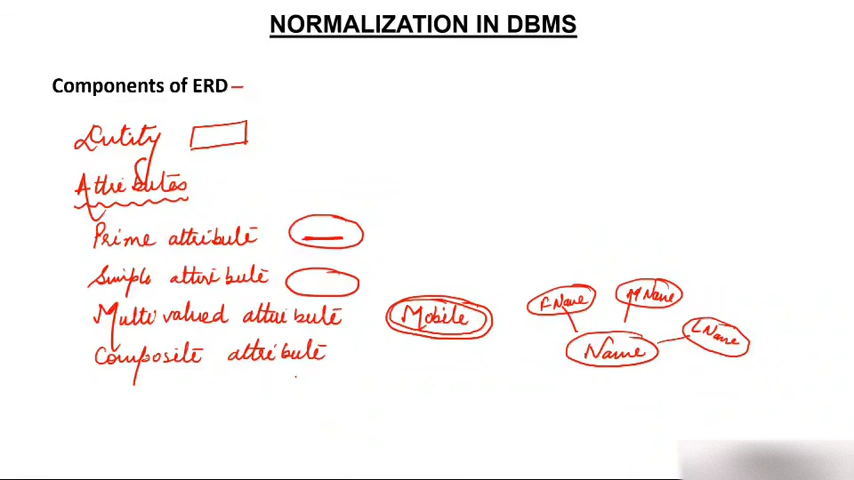 NORMALIZATION IN DBMS
Components of ERD -
Entity
Attributes
Prime attribute
Simple attribute
Multivalued attribute Mobile
Composite attribute
FName MName LName
Name